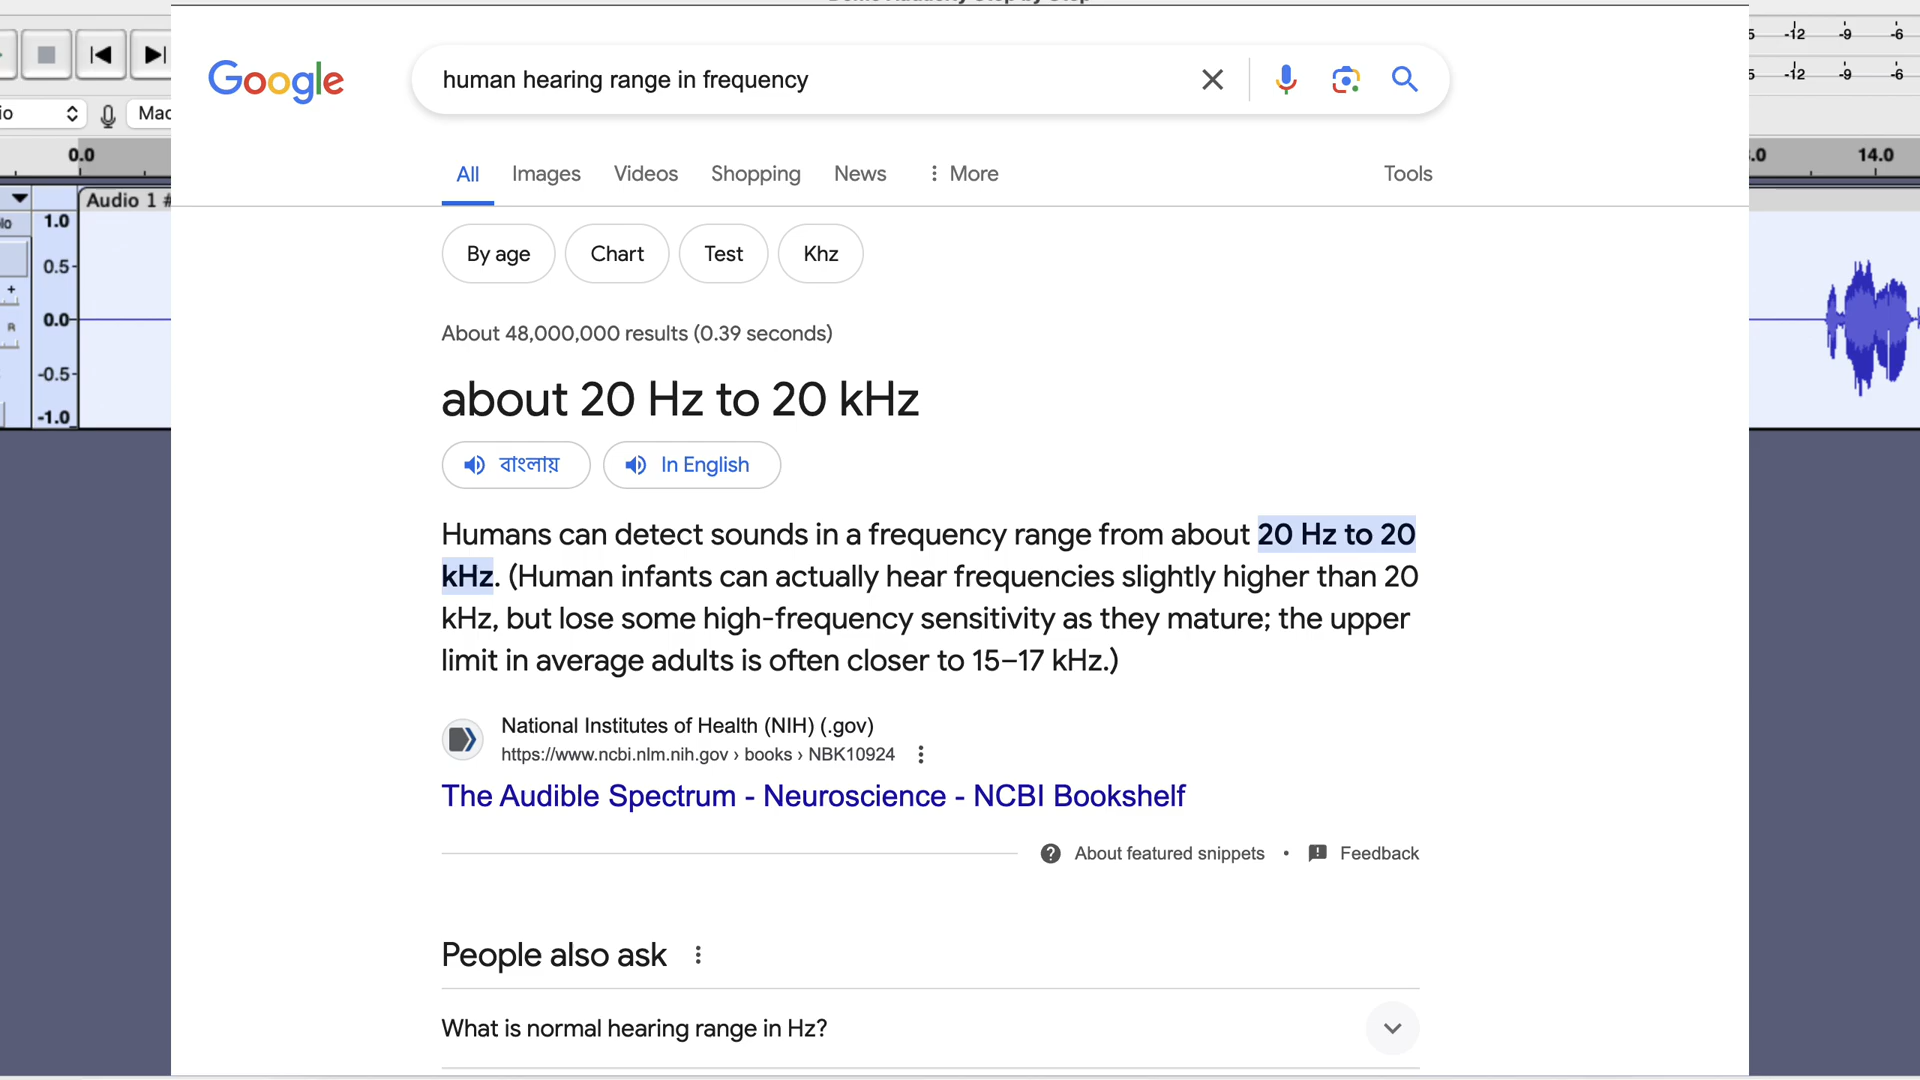 Google
human hearing range in frequency
All Images Videos Shopping News More Tools
By age Chart Test Khz
About 48,000,000 results (0.39 seconds)
about 20 Hz to 20 kHz
বাংলায় In English
Humans can detect sounds in a frequency range from about 20 Hz to 20
kHz. (Human infants can actually hear frequencies slightly higher than 20
kHz, but lose some high-frequency sensitivity as they mature; the upper
limit in average adults is often closer to 15–17 kHz.)
National Institutes of Health (NIH) (.gov)
https://www.ncbi.nlm.nih.gov › books › NBK10924
The Audible Spectrum - Neuroscience - NCBI Bookshelf
About featured snippets • Feedback
People also ask
What is normal hearing range in Hz?
-12 -9 -6
-12 -9 -6
Mac
0.0
14.0
Audio 1 #
1.0
0.5
0.0
-0.5
-1.0
R